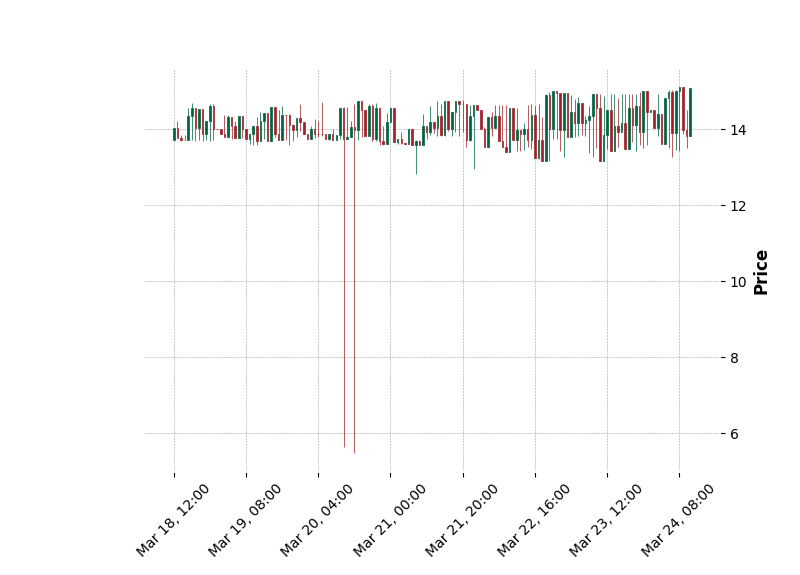 14
12
10
8
6
Price
Mar 18, 12:00
Mar 19, 08:00
Mar 20, 04:00
Mar 21, 00:00
Mar 21, 20:00
Mar 22, 16:00
Mar 23, 12:00
Mar 24, 08:00